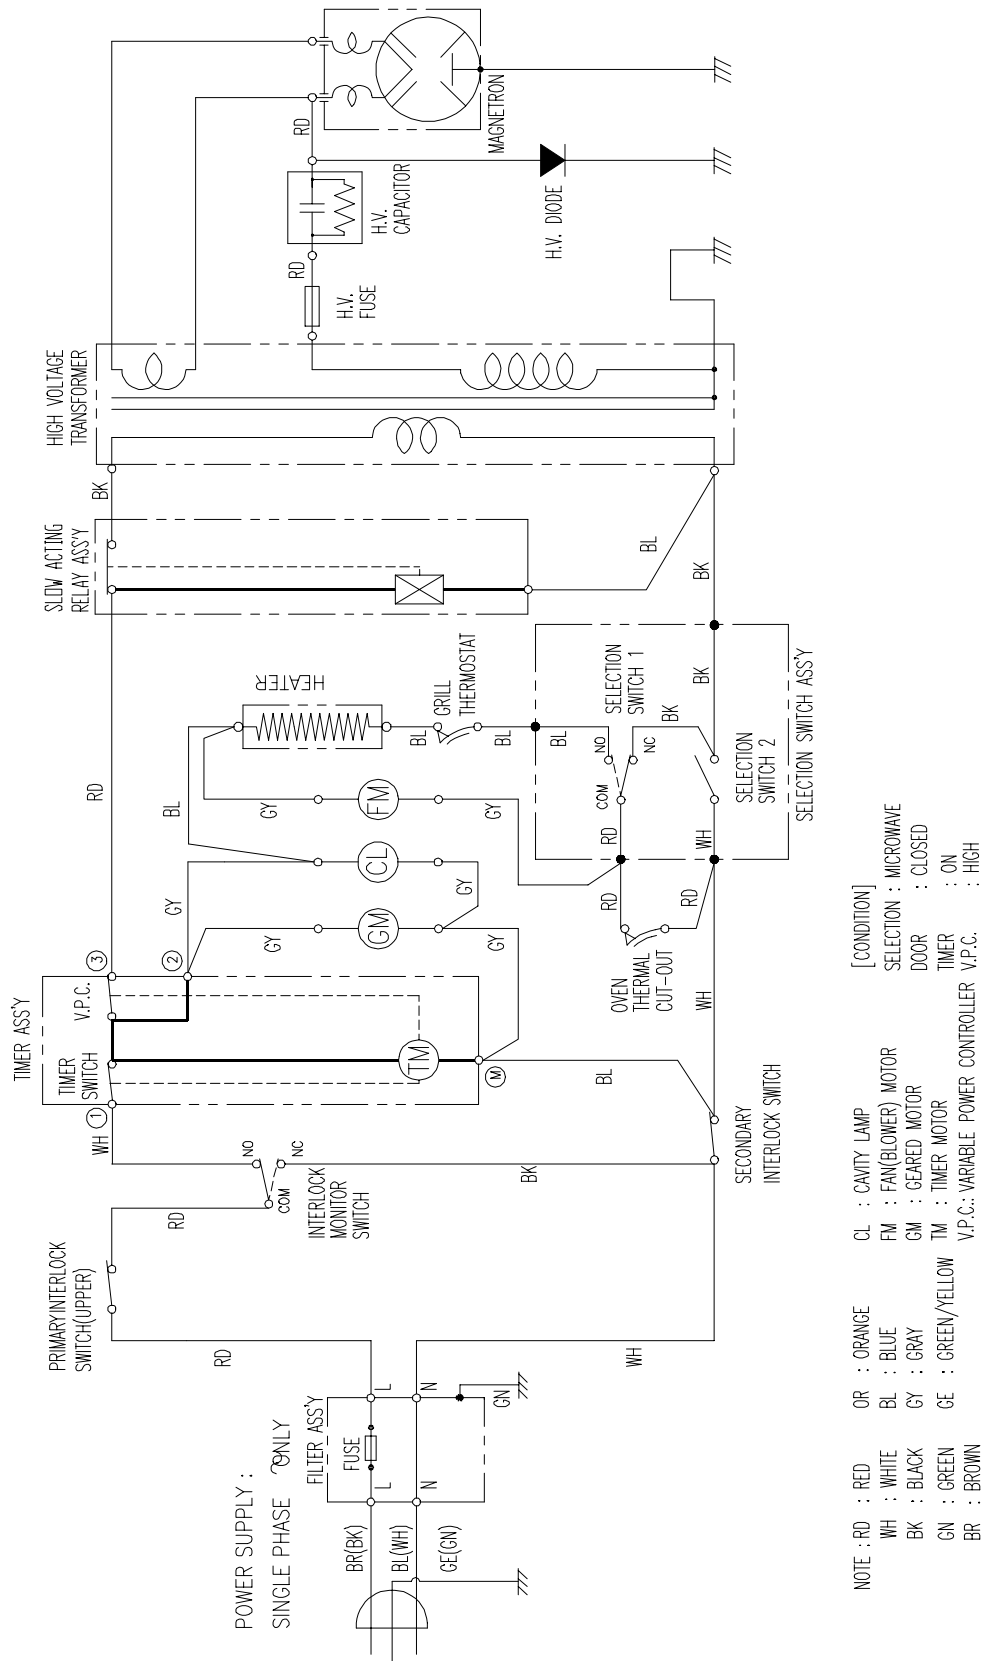 POWER SUPPLY :
SINGLE PHASE ~ ONLY
BR(BK)
BL(WH)
GE(GN)
FILTER ASS'Y
FUSE
L
N
L
N
GN
RD
WH
PRIMARY INTERLOCK
SWITCH(UPPER)
RD
COM
NO
NC
INTERLOCK
MONITOR
SWITCH
WH
BK
SECONDARY
INTERLOCK SWITCH
TIMER ASS'Y
1
TIMER
SWITCH
V.P.C.
3
2
TM
M
BL
WH
GY
GY
GM
GY
CL
GY
BL
GY
FM
GY
RD
HEATER
BL
GRILL
THERMOSTAT
BL
OVEN
THERMAL
CUT-OUT
RD
RD
RD
WH
COM
NO
NC
BL
BK
SELECTION
SWITCH 1
SELECTION
SWITCH 2
BK
SELECTION SWITCH ASS'Y
SLOW ACTING
RELAY ASS'Y
BL
BK
BK
HIGH VOLTAGE
TRANSFORMER
H.V.
FUSE
RD
H.V.
CAPACITOR
RD
H.V. DIODE
MAGNETRON
NOTE : RD : RED
WH : WHITE
BK : BLACK
GN : GREEN
BR : BROWN
OR : ORANGE
BL : BLUE
GY : GRAY
GE : GREEN/YELLOW
CL : CAVITY LAMP
FM : FAN(BLOWER) MOTOR
GM : GEARED MOTOR
TM : TIMER MOTOR
V.P.C.: VARIABLE POWER CONTROLLER
[CONDITION]
SELECTION : MICROWAVE
DOOR : CLOSED
TIMER : ON
V.P.C. : HIGH